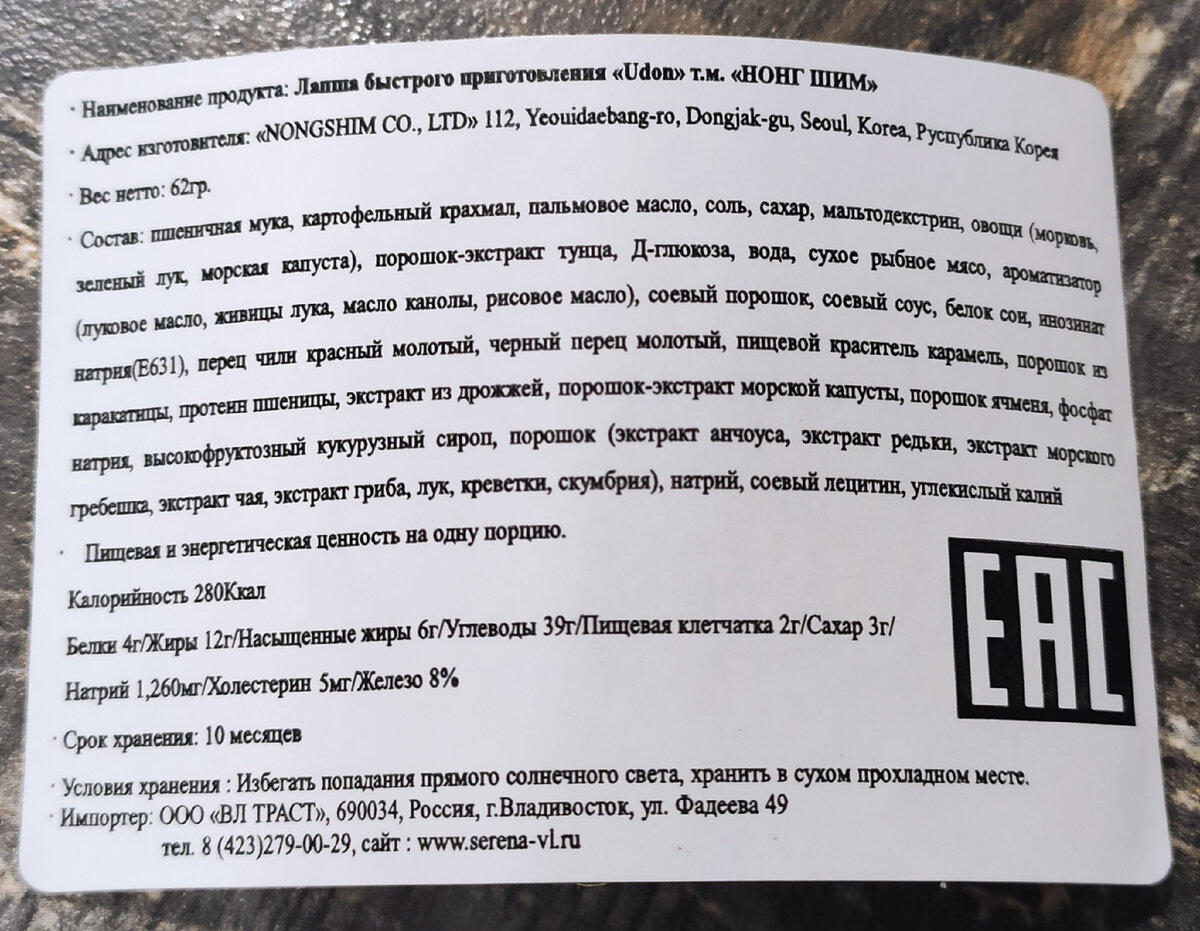 · Наименование продукта: Лапша быстрого приготовления «Udon» т.м. «НОНГ ШИМ»
· Адрес изготовителя: «NONGSHIM CO., LTD» 112, Yeouidaebang-ro, Dongjak-gu, Seoul, Korea, Руспублика Корея
· Вес нетто: 62гр.
· Состав: пшеничная мука, картофельный крахмал, пальмовое масло, соль, сахар, мальтодекстрин, овощи (морковь,
зеленый лук, морская капуста), порошок-экстракт тунца, Д-глюкоза, вода, сухое рыбное мясо, ароматизатор
(луковое масло, живицы лука, масло канолы, рисовое масло), соевый порошок, соевый соус, белок сои, инозинат
натрия(Е631), перец чили красный молотый, черный перец молотый, пищевой краситель карамель, порошок из
каракатицы, протеин пшеницы, экстракт из дрожжей, порошок-экстракт морской капусты, порошок ячменя, фосфат
натрия, высокофруктозный кукурузный сироп, порошок (экстракт анчоуса, экстракт редьки, экстракт морского
гребешка, экстракт чая, экстракт гриба, лук, креветки, скумбрия), натрий, соевый лецитин, углекислый калий
· Пищевая и энергетическая ценность на одну порцию.
Калорийность 280Ккал
Белки 4г/Жиры 12г/Насыщенные жиры 6г/Углеводы 39г/Пищевая клетчатка 2г/Сахар 3г/
Натрий 1,260мг/Холестерин 5мг/Железо 8%
EAC
· Срок хранения: 10 месяцев
· Условия хранения : Избегать попадания прямого солнечного света, хранить в сухом прохладном месте.
· Импортер: ООО «ВЛ ТРАСТ», 690034, Россия, г.Владивосток, ул. Фадеева 49
тел. 8 (423)279-00-29, сайт : www.serena-vl.ru